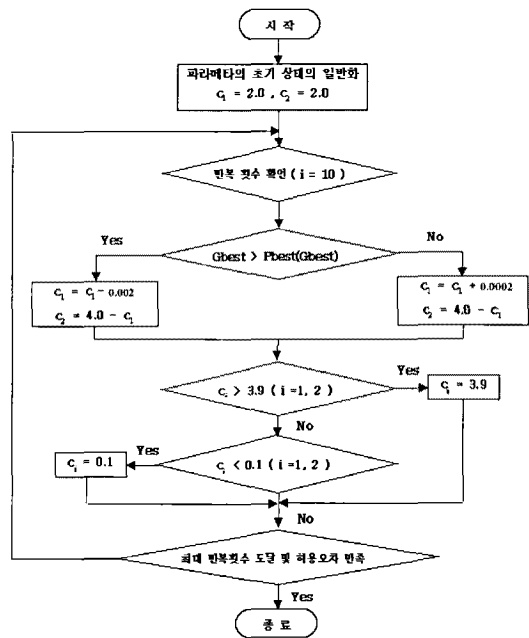 시 작
파라메타의 초기 상태의 일반화
C₁ = 2.0 , C₂ = 2.0
반복 횟수 확인 ( i = 10 )
Yes
No
Gbest > Pbest(Gbest)
C₁ = C₁ - 0.002
C₂ = 4.0 - C₁
C₁ = C₁ + 0.0002
C₂ = 4.0 - C₁
Cᵢ > 3.9 ( i =1, 2 )
Yes
Cᵢ = 3.9
No
Cᵢ = 0.1
Yes
Cᵢ < 0.1 ( i =1, 2 )
No
최대 반복횟수 도달 및 허용오차 만족
Yes
종 료